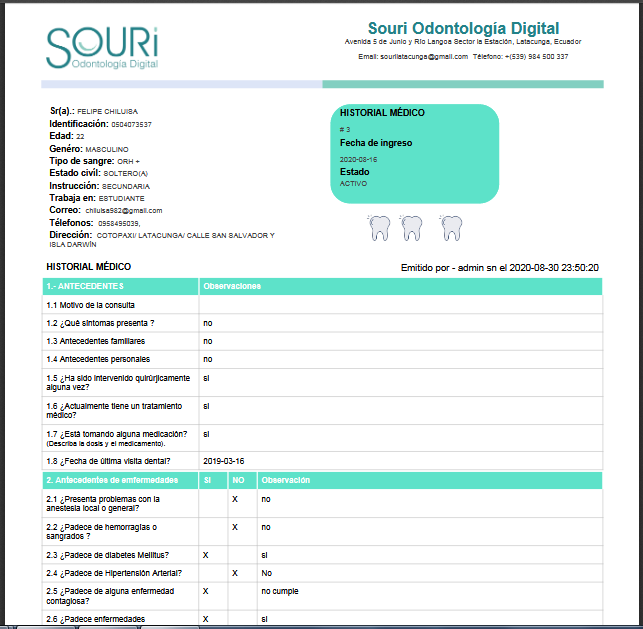 SOURi
Odontología Digital
Souri Odontología Digital
Avenida 5 de Junio y Río Langoa Sector la Estación, Latacunga, Ecuador
Email: sourilatacunga@gmail.com Télefono: +(539) 984 500 337
Sr(a).: FELIPE CHILUISA
Identificación: 0504073537
Edad: 22
Genéro: MASCULINO
Tipo de sangre: ORH +
Estado civil: SOLTERO(A)
Instrucción: SECUNDARIA
Trabaja en: ESTUDIANTE
Correo: chiluisa982@gmail.com
Télefonos: 0958495039,
Dirección: COTOPAXI/ LATACUNGA/ CALLE SAN SALVADOR Y
ISLA DARWÍN
HISTORIAL MÉDICO
# 3
Fecha de ingreso
2020-08-16
Estado
ACTIVO
HISTORIAL MÉDICO
Emitido por - admin sn el 2020-08-30 23:50:20
1.- ANTECEDENTES Observaciones
1.1 Motivo de la consulta
1.2 ¿Qué síntomas presenta ? no
1.3 Antecedentes familiares no
1.4 Antecedentes personales no
1.5 ¿Ha sido intervenido quirúrjicamente si
alguna vez?
1.6 ¿Actualmente tiene un tratamiento si
médico?
1.7 ¿Está tomando alguna medicación? si
(Describa la dosis y el medicamento).
1.8 ¿Fecha de última visita dental? 2019-03-16
2. Antecedentes de emfermedades SI NO Observación
2.1 ¿Presenta problemas con la X no
anestesia local o general?
2.2 ¿Padece de hemorragías o X no
sangrados ?
2.3 ¿Padece de diabetes Mellitus? X si
2.4 ¿Padece de Hipertensión Arterial? X No
2.5 ¿Padece de alguna enfermedad X no cumple
contagiosa?
2.6 ¿Padece enfermedades X si